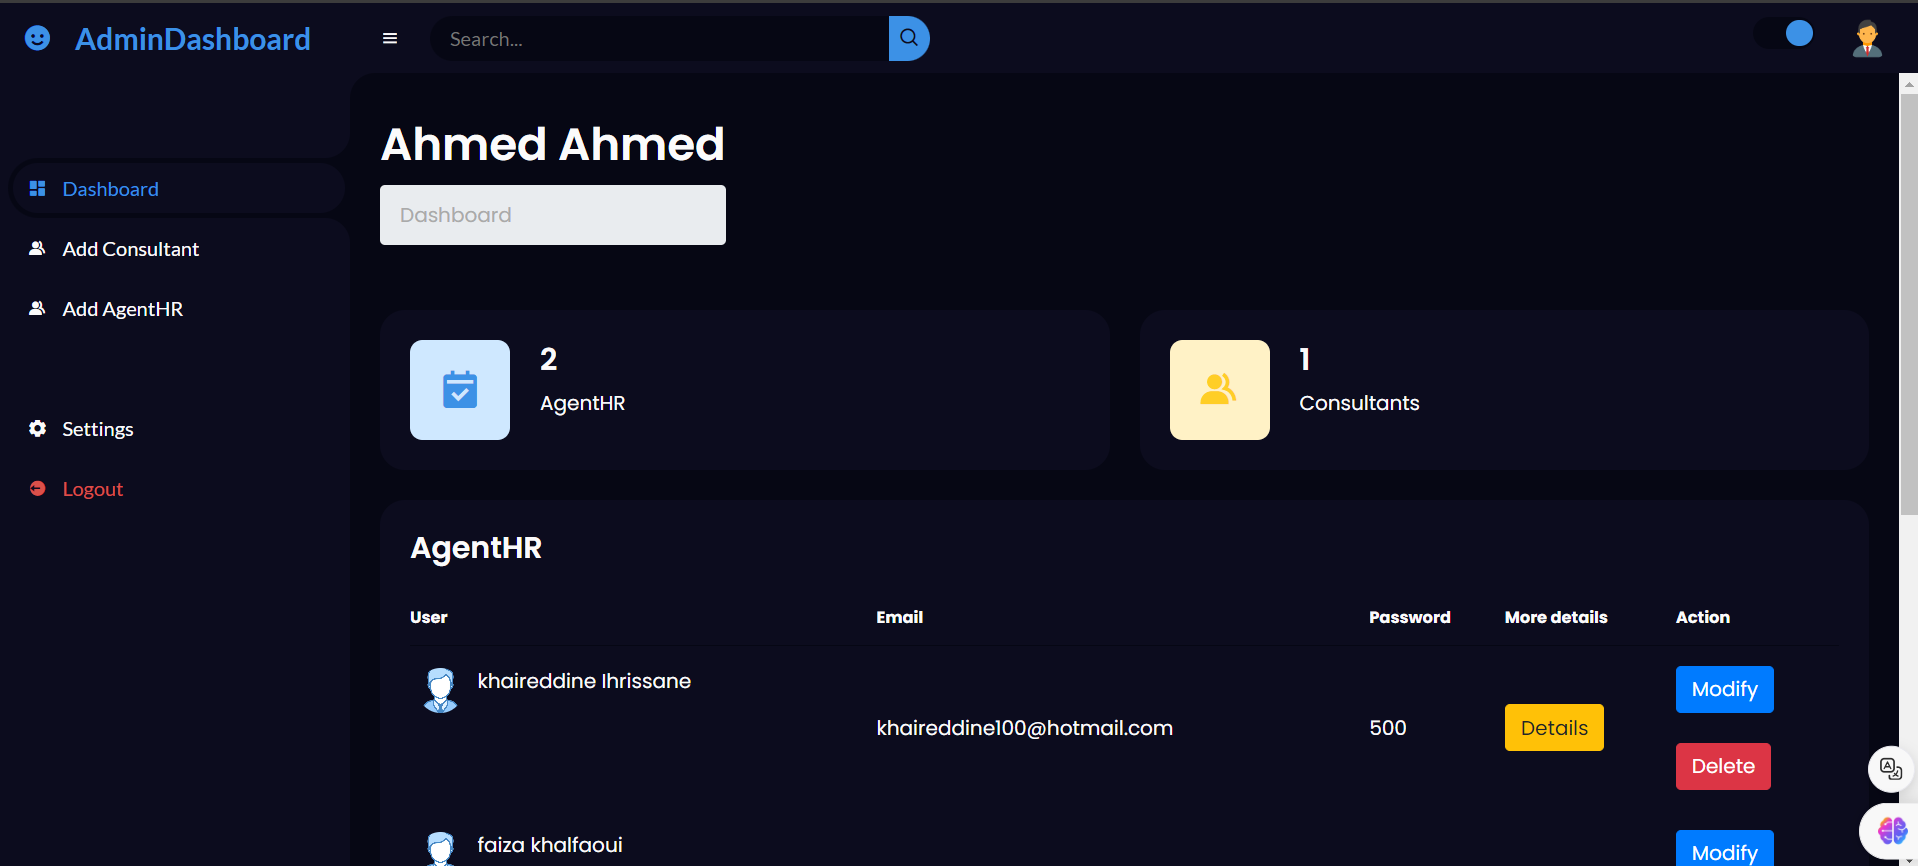 AdminDashboard
Search...
Dashboard
Add Consultant
Add AgentHR
Settings
Logout
Ahmed Ahmed
Dashboard
2
AgentHR
1
Consultants
AgentHR
User Email Password More details Action
khaireddine Ihrissane
khaireddine100@hotmail.com 500 Details
Modify
Delete
faiza khalfaoui
Modify